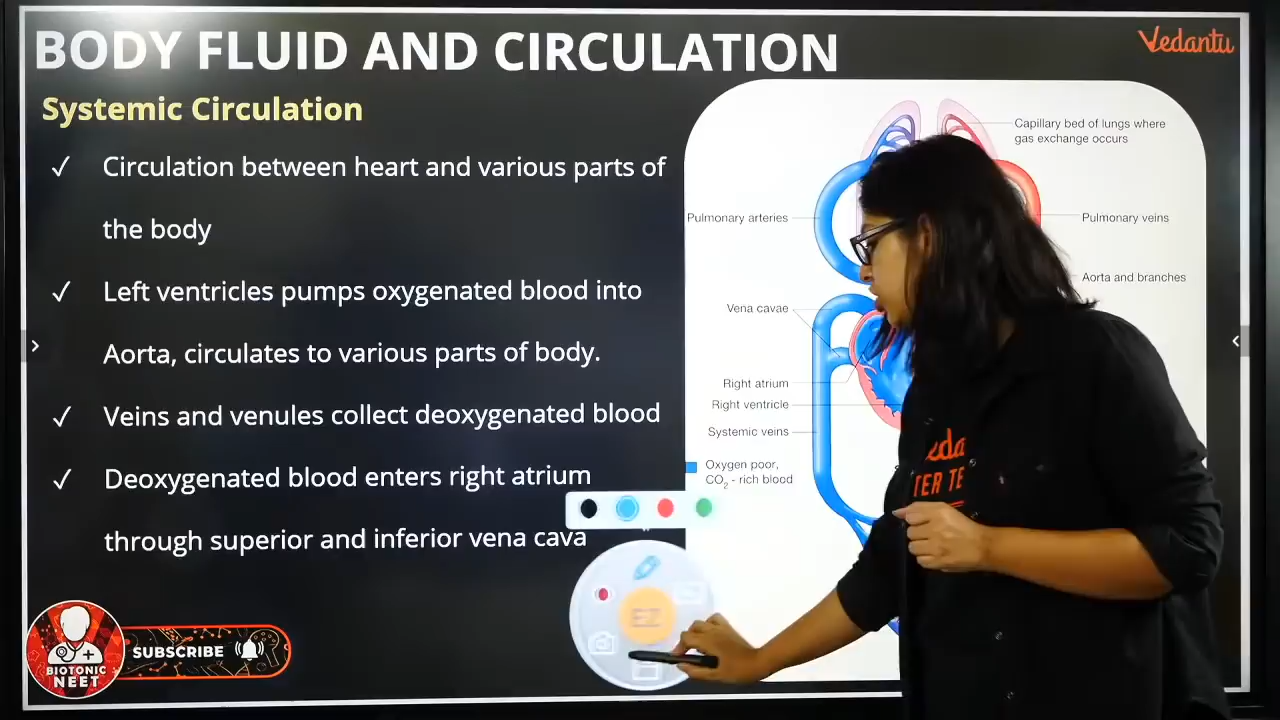 BODY FLUID AND CIRCULATION
Vedantu
Systemic Circulation
✓ Circulation between heart and various parts of
the body
✓ Left ventricles pumps oxygenated blood into
Aorta, circulates to various parts of body.
✓ Veins and venules collect deoxygenated blood
✓ Deoxygenated blood enters right atrium
through superior and inferior vena cava
Capillary bed of lungs where
gas exchange occurs
Pulmonary arteries
Pulmonary veins
Aorta and branches
Vena cavae
Right atrium
Right ventricle
Systemic veins
Oxygen poor,
CO2 - rich blood
TER TE
BIOTONIC
NEET
SUBSCRIBE